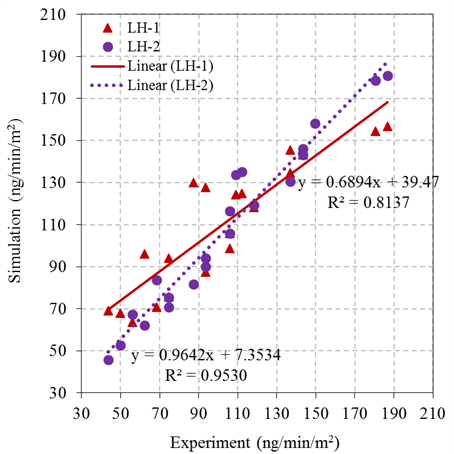 210
190
170
150
130
110
90
70
50
30
Simulation (ng/min/m²)
LH-1
LH-2
Linear (LH-1)
Linear (LH-2)
y = 0.6894x + 39.47
R² = 0.8137
y = 0.9642x + 7.3534
R² = 0.9530
30 50 70 90 110 130 150 170 190 210
Experiment (ng/min/m²)